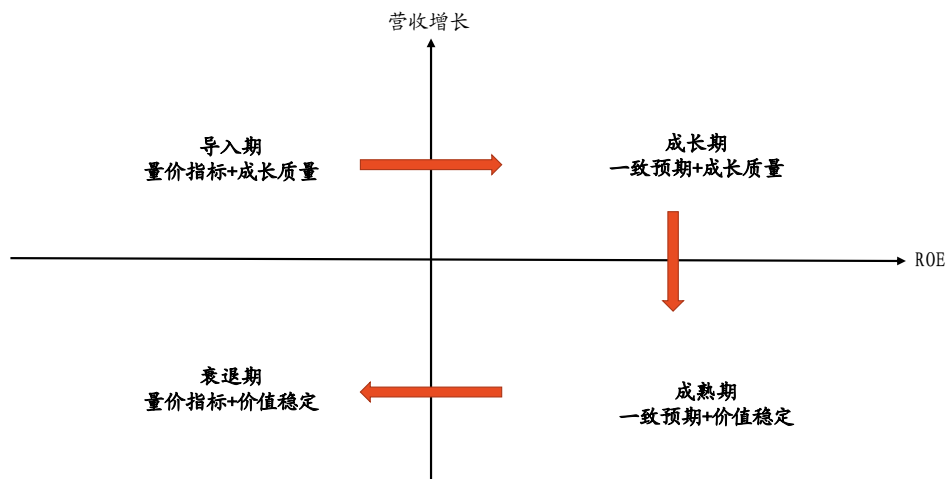 营收增长
导入期
量价指标+成长质量
成长期
一致预期+成长质量
ROE
衰退期
量价指标+价值稳定
成熟期
一致预期+价值稳定